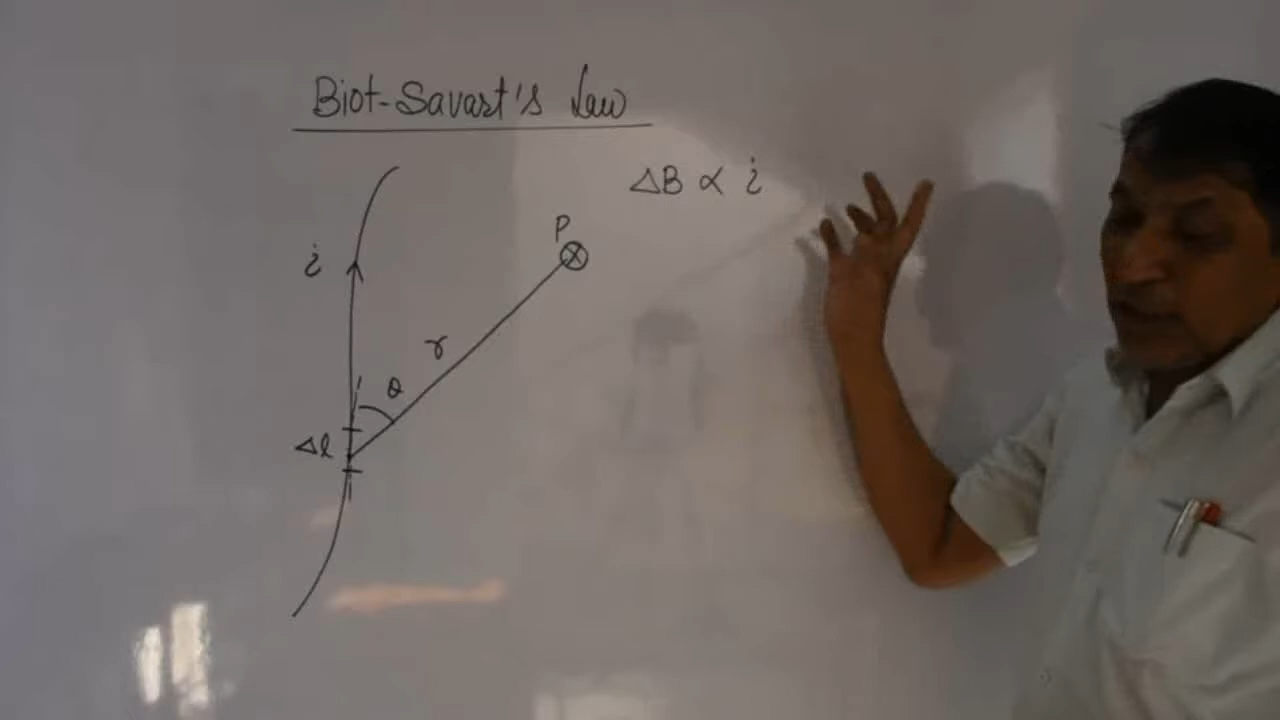 Biot-Savart's Law
ΔB ∝ i
P
i
r
θ
Δl